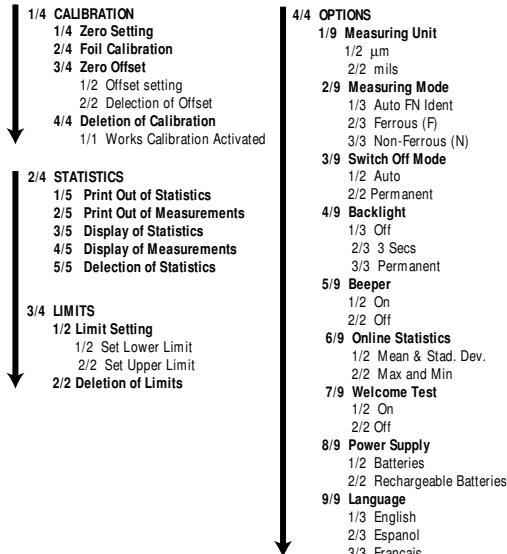 1/4 CALIBRATION
1/4 Zero Setting
2/4 Foil Calibration
3/4 Zero Offset
1/2 Offset setting
2/2 Delection of Offset
4/4 Deletion of Calibration
1/1 Works Calibration Activated
2/4 STATISTICS
1/5 Print Out of Statistics
2/5 Print Out of Measurements
3/5 Display of Statistics
4/5 Display of Measurements
5/5 Delection of Statistics
3/4 LIMITS
1/2 Limit Setting
1/2 Set Lower Limit
2/2 Set Upper Limit
2/2 Deletion of Limits
4/4 OPTIONS
1/9 Measuring Unit
1/2 µm
2/2 mils
2/9 Measuring Mode
1/3 Auto FN Ident
2/3 Ferrous (F)
3/3 Non-Ferrous (N)
3/9 Switch Off Mode
1/2 Auto
2/2 Permanent
4/9 Backlight
1/3 Off
2/3 3 Secs
3/3 Permanent
5/9 Beeper
1/2 On
2/2 Off
6/9 Online Statistics
1/2 Mean & Stad. Dev.
2/2 Max and Min
7/9 Welcome Test
1/2 On
2/2 Off
8/9 Power Supply
1/2 Batteries
2/2 Rechargeable Batteries
9/9 Language
1/3 English
2/3 Espanol
3/3 Francais